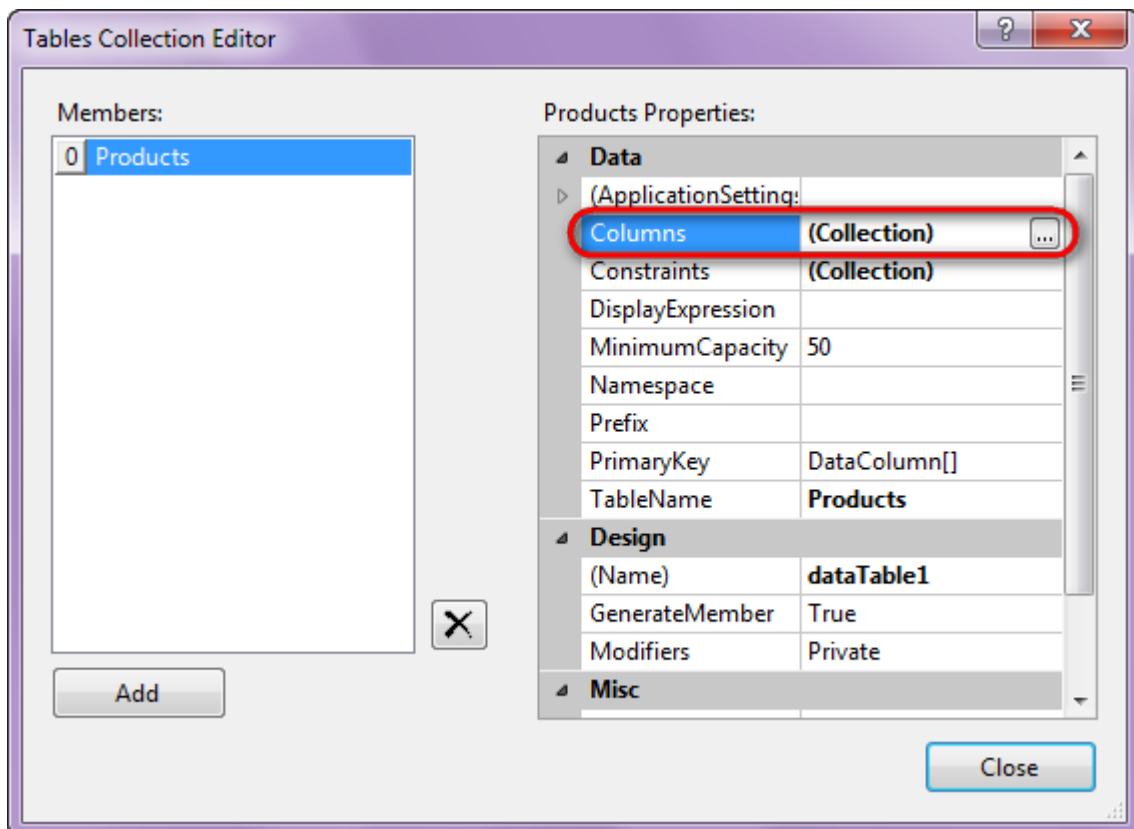 Tables Collection Editor
?
Members:
0 Products
Add
Products Properties:
Data
(ApplicationSettings
Columns (Collection) ...
Constraints (Collection)
DisplayExpression
MinimumCapacity 50
Namespace
Prefix
PrimaryKey DataColumn[]
TableName Products
Design
(Name) dataTable1
GenerateMember True
Modifiers Private
Misc
Close